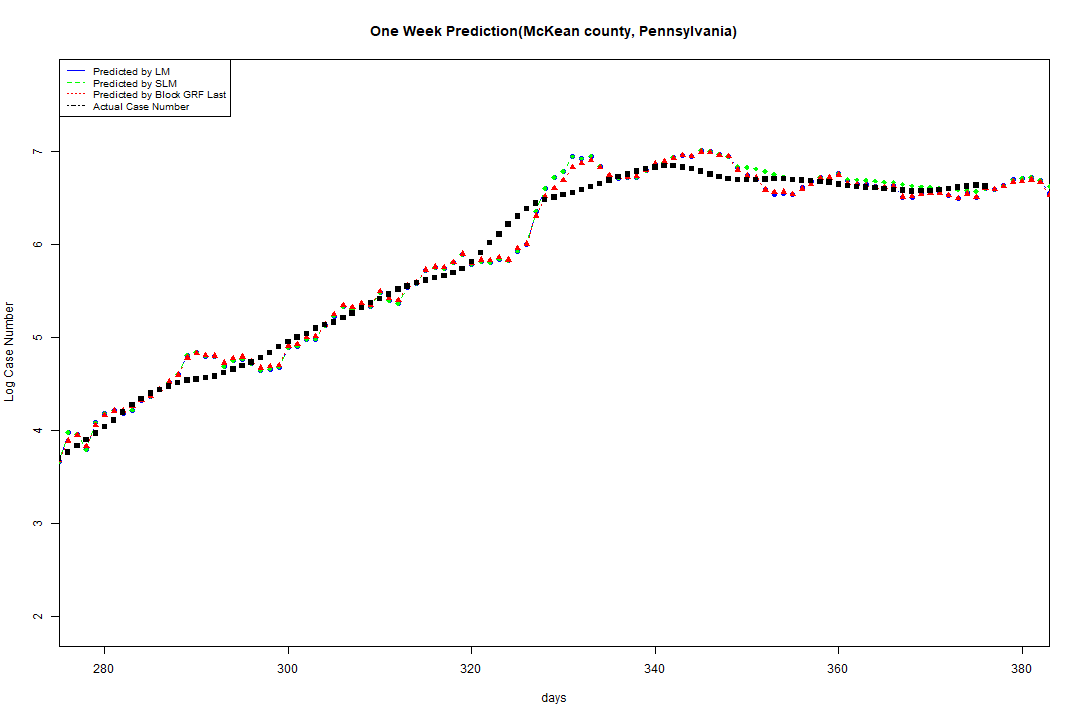 One Week Prediction(McKean county, Pennsylvania)
Predicted by LM
Predicted by SLM
Predicted by Block GRF Last
Actual Case Number
Log Case Number
7
6
5
4
3
2
280 300 320 340 360 380
days